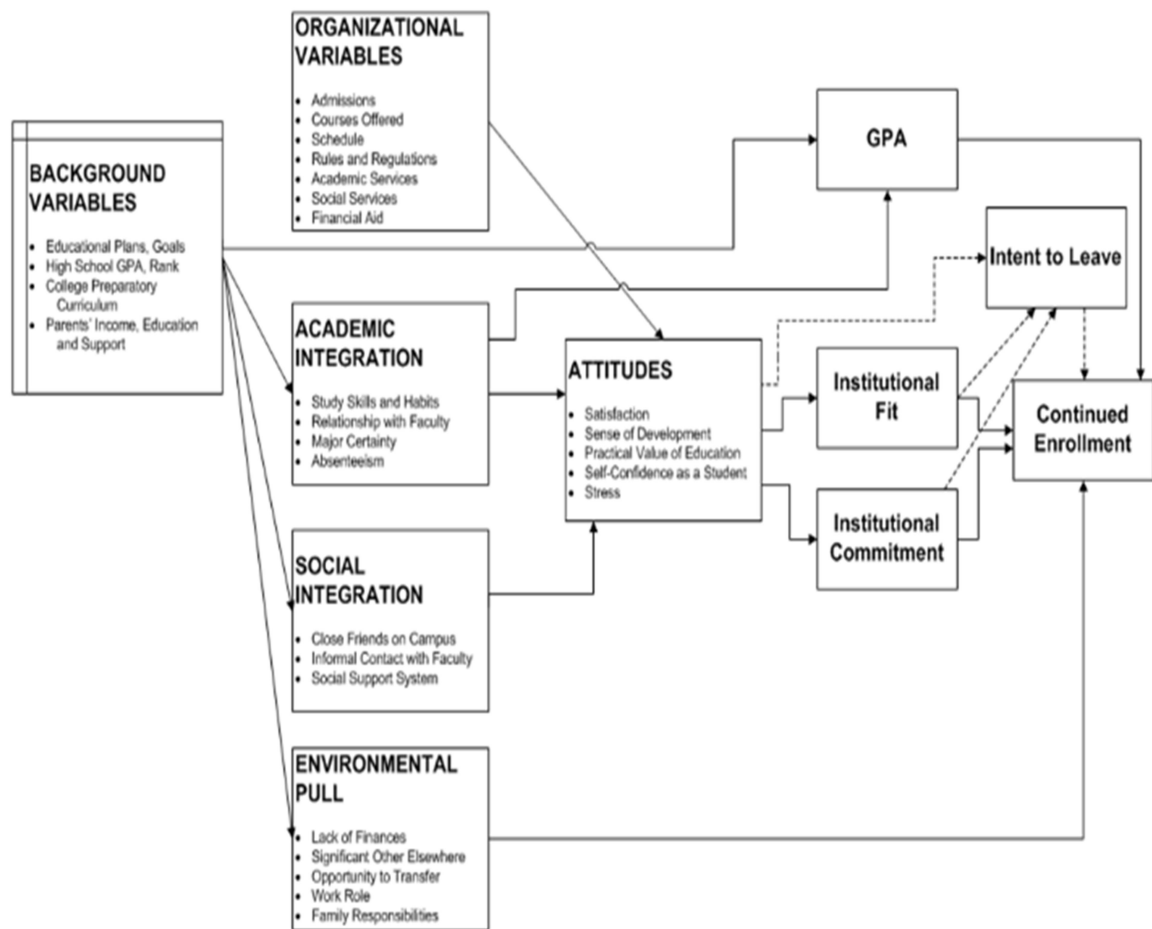 ORGANIZATIONAL
VARIABLES
• Admissions
• Courses Offered
• Schedule
• Rules and Regulations
• Academic Services
• Social Services
• Financial Aid
BACKGROUND
VARIABLES
• Educational Plans, Goals
• High School GPA, Rank
• College Preparatory
Curriculum
• Parents' Income, Education
and Support
ACADEMIC
INTEGRATION
• Study Skills and Habits
• Relationship with Faculty
• Major Certainty
• Absenteeism
SOCIAL
INTEGRATION
• Close Friends on Campus
• Informal Contact with Faculty
• Social Support System
ENVIRONMENTAL
PULL
• Lack of Finances
• Significant Other Elsewhere
• Opportunity to Transfer
• Work Role
• Family Responsibilities
ATTITUDES
• Satisfaction
• Sense of Development
• Practical Value of Education
• Self-Confidence as a Student
• Stress
GPA
Intent to Leave
Institutional
Fit
Institutional
Commitment
Continued
Enrollment